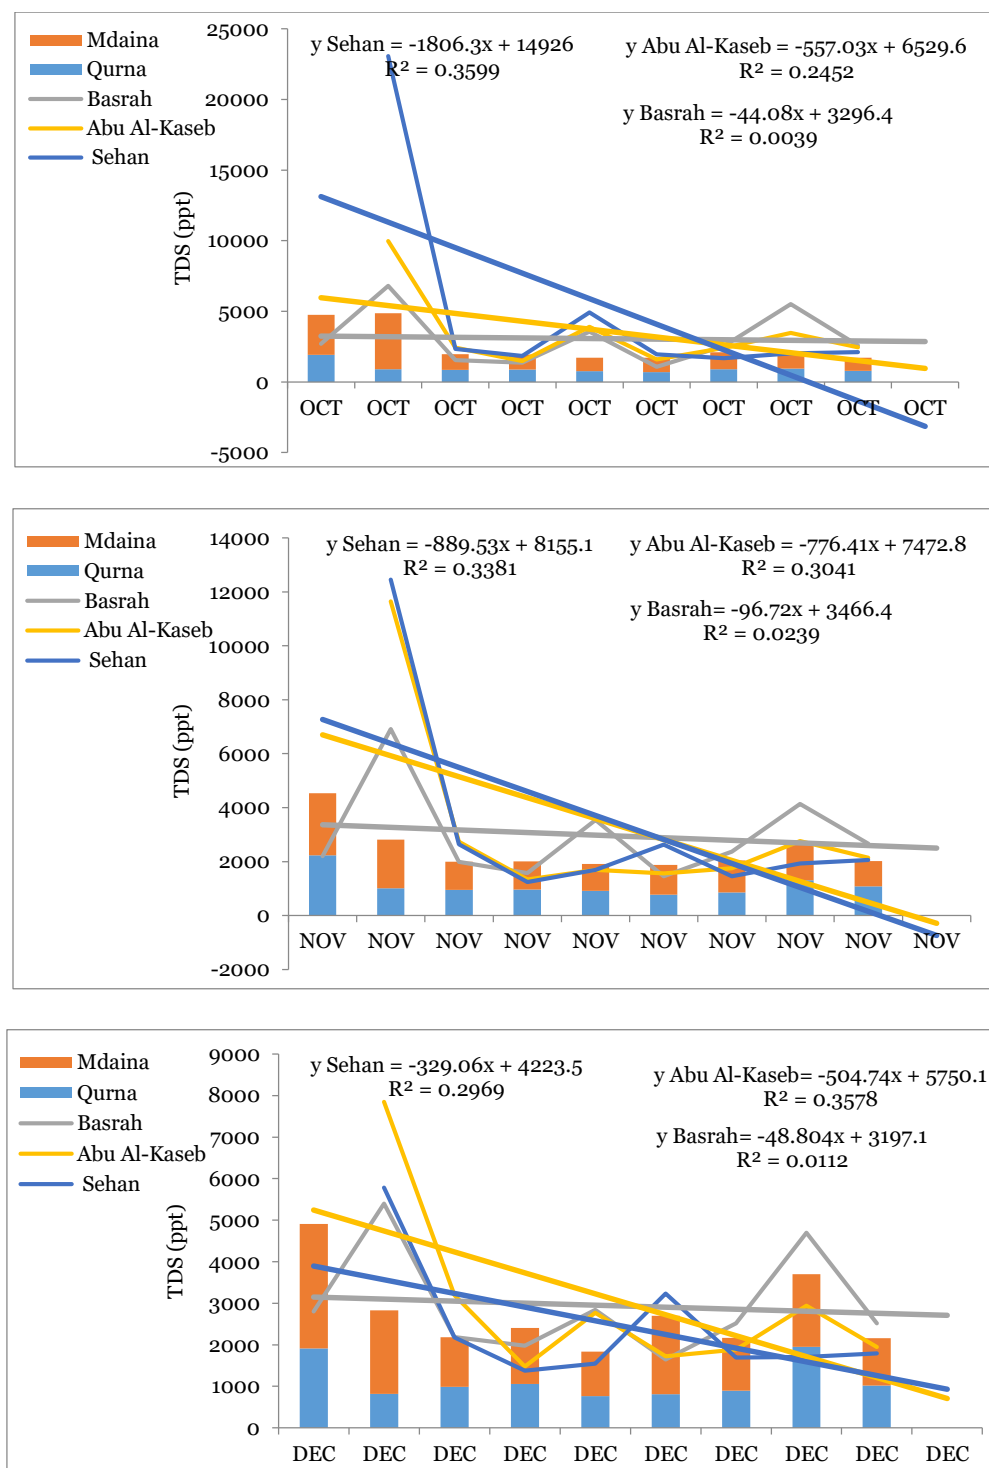 Mdaina
Qurna
Basrah
Abu Al-Kaseb
Sehan
TDS (ppt)
25000
20000
15000
10000
5000
0
-5000
y Sehan = -1806.3x + 14926
R² = 0.3599
y Abu Al-Kaseb = -557.03x + 6529.6
R² = 0.2452
y Basrah = -44.08x + 3296.4
R² = 0.0039
OCT OCT OCT OCT OCT OCT OCT OCT OCT OCT
Mdaina
Qurna
Basrah
Abu Al-Kaseb
Sehan
TDS (ppt)
14000
12000
10000
8000
6000
4000
2000
0
-2000
y Sehan = -889.53x + 8155.1
R² = 0.3381
y Abu Al-Kaseb = -776.41x + 7472.8
R² = 0.3041
y Basrah= -96.72x + 3466.4
R² = 0.0239
NOV NOV NOV NOV NOV NOV NOV NOV NOV NOV
Mdaina
Qurna
Basrah
Abu Al-Kaseb
Sehan
TDS (ppt)
9000
8000
7000
6000
5000
4000
3000
2000
1000
0
y Sehan = -329.06x + 4223.5
R² = 0.2969
y Abu Al-Kaseb= -504.74x + 5750.1
R² = 0.3578
y Basrah= -48.804x + 3197.1
R² = 0.0112
DEC DEC DEC DEC DEC DEC DEC DEC DEC DEC